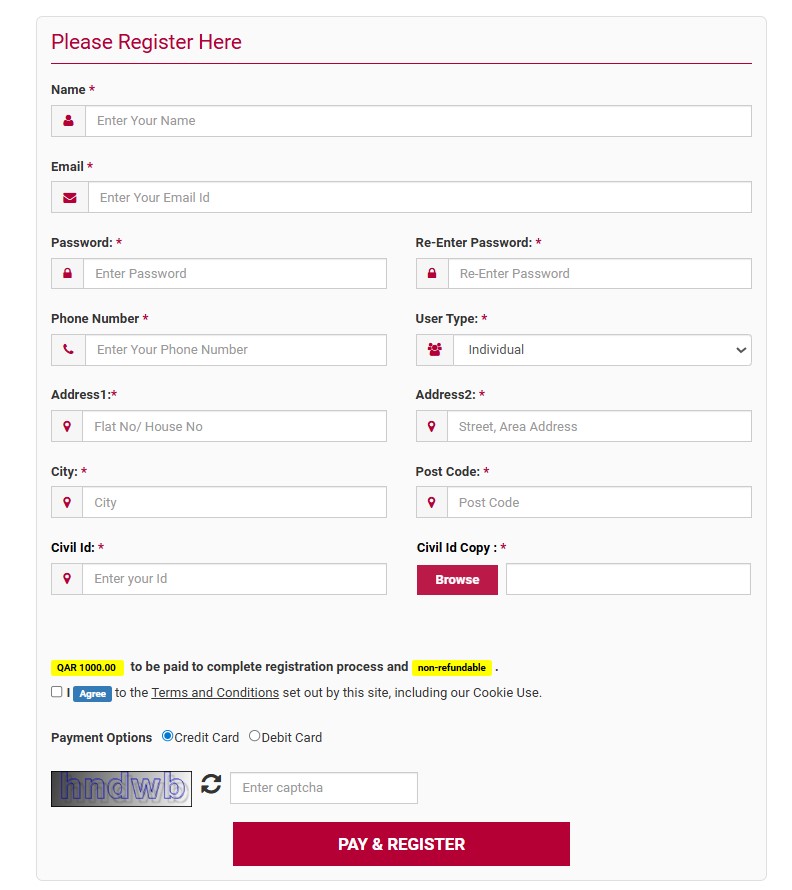 Please Register Here
Name *
Enter Your Name
Email *
Enter Your Email Id
Password: * Re-Enter Password: *
Enter Password Re-Enter Password
Phone Number * User Type: *
Enter Your Phone Number Individual
Address1:* Address2: *
Flat No/ House No Street, Area Address
City: * Post Code: *
City Post Code
Civil Id: * Civil Id Copy : *
Enter your Id Browse
QAR 1000.00 to be paid to complete registration process and non-refundable .
I Agree to the Terms and Conditions set out by this site, including our Cookie Use.
Payment Options Credit Card Debit Card
hndwb Enter captcha
PAY & REGISTER